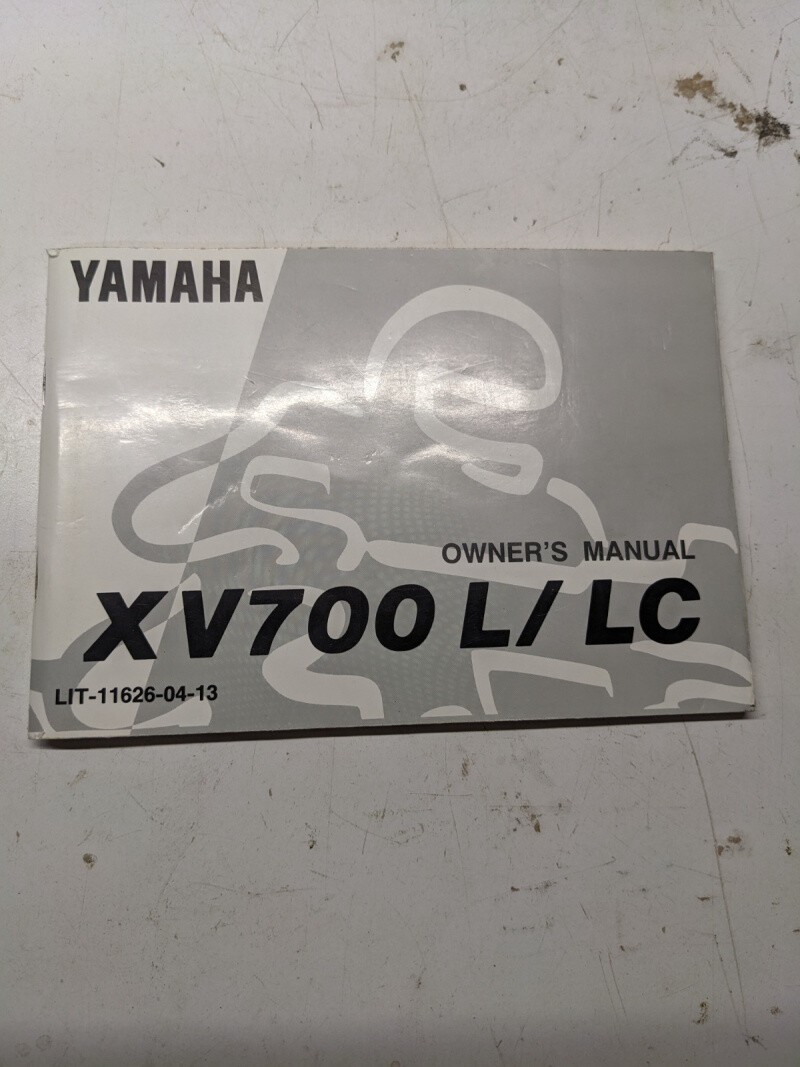 YAMAHA
OWNER'S MANUAL
XV700 L/ LC
LIT-11626-04-13